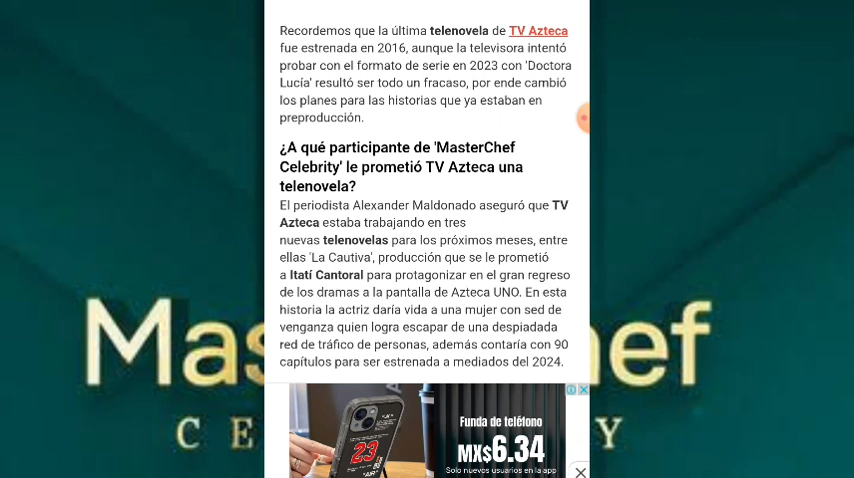 Recordemos que la última telenovela de TV Azteca
fue estrenada en 2016, aunque la televisora intentó
probar con el formato de serie en 2023 con 'Doctora
Lucía' resultó ser todo un fracaso, por ende cambió
los planes para las historias que ya estaban en
preproducción.
¿A qué participante de 'MasterChef
Celebrity' le prometió TV Azteca una
telenovela?
El periodista Alexander Maldonado aseguró que TV
Azteca estaba trabajando en tres
nuevas telenovelas para los próximos meses, entre
ellas 'La Cautiva', producción que se le prometió
a Itatí Cantoral para protagonizar en el gran regreso
de los dramas a la pantalla de Azteca UNO. En esta
historia la actriz daría vida a una mujer con sed de
venganza quien logra escapar de una despiadada
red de tráfico de personas, además contaría con 90
capítulos para ser estrenada a mediados del 2024.
Mas hef
C E Y
Funda de teléfono
MX$6.34
Solo nuevos usuarios en la app
23
"AIR"